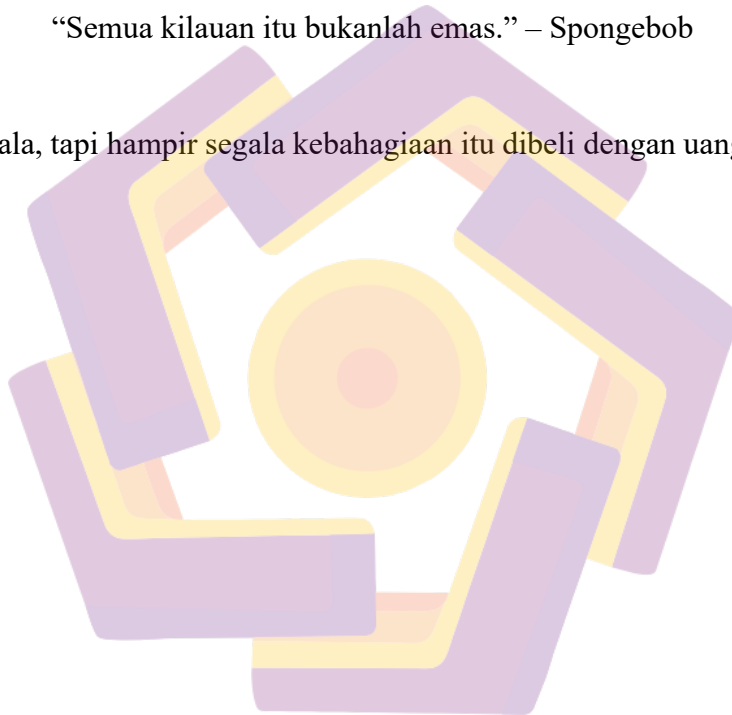 “Semua kilauan itu bukanlah emas.” – Spongebob
ala, tapi hampir segala kebahagiaan itu dibeli dengan uang